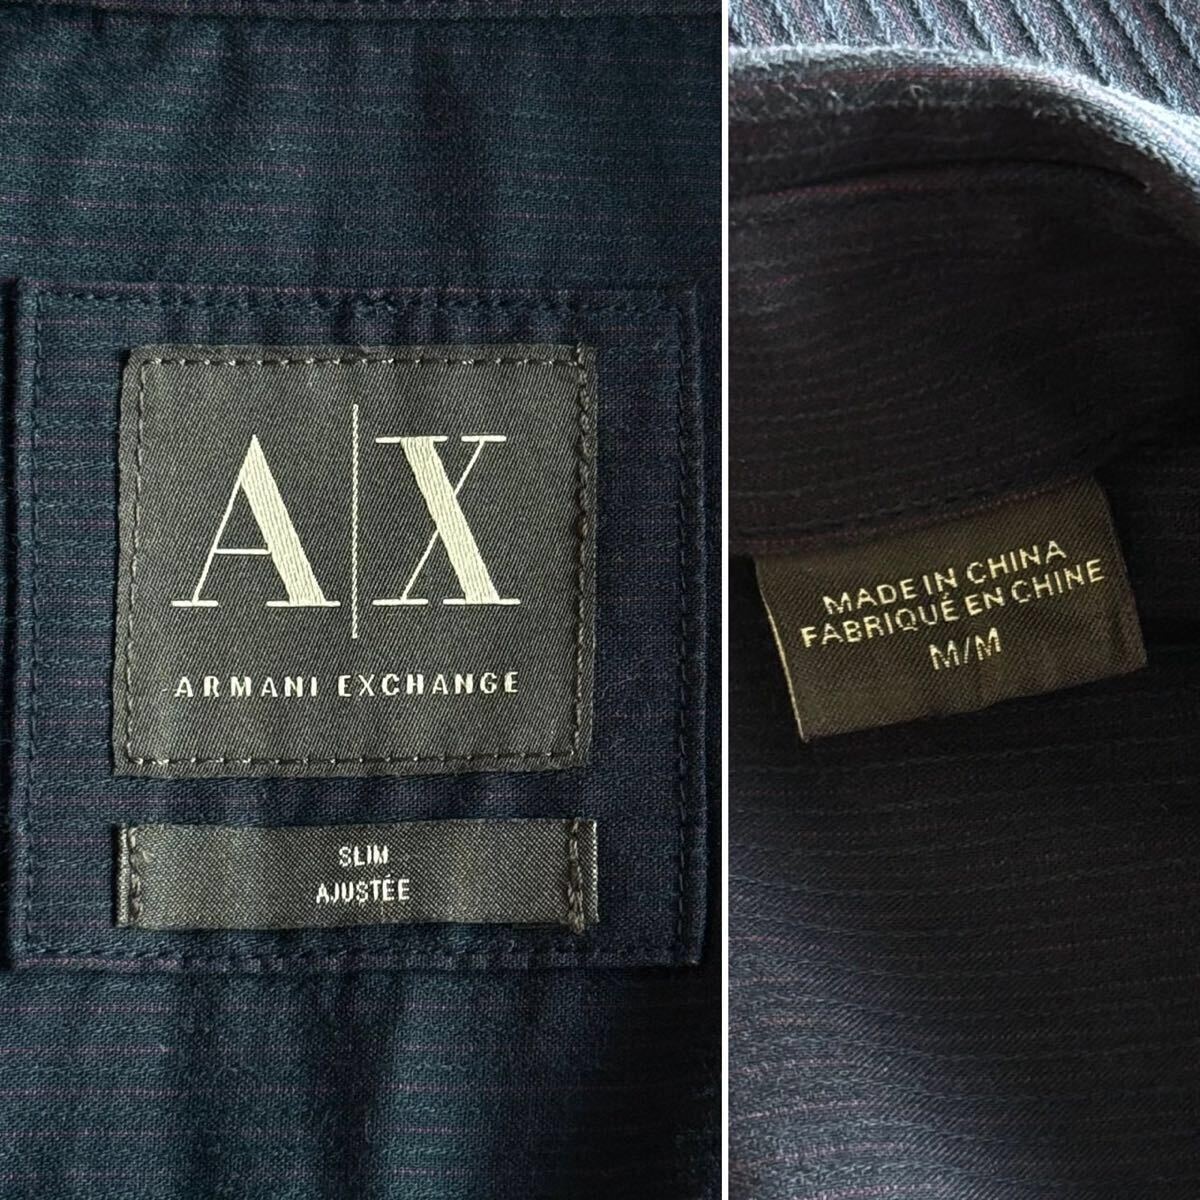 A|X
ARMANI EXCHANGE
SLIM
AJUSTÉE
MADE IN CHINA
FABRIQUÉ EN CHINE
M/M